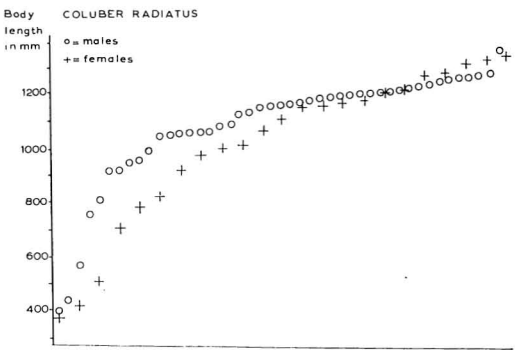 Body COLUBER RADIATUS
length
in mm
o = males
+ = females
1200
1000
800
600
400